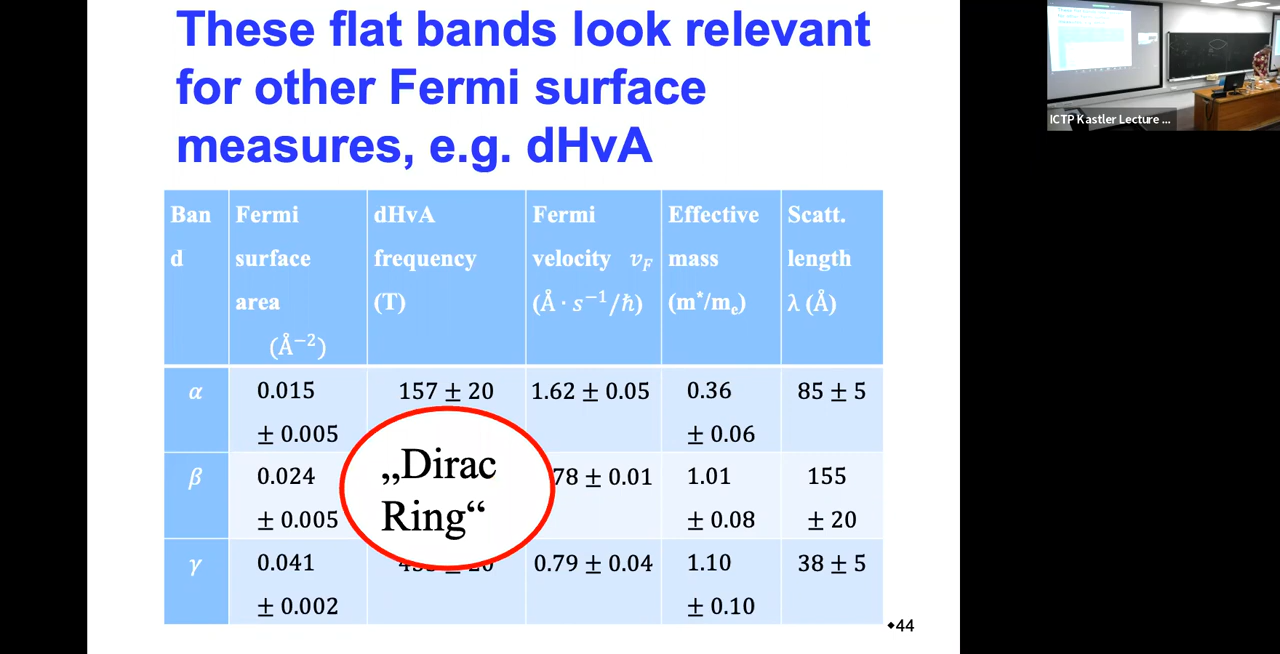 These flat bands look relevant
for other Fermi surface
measures, e.g. dHvA
Ban d Fermi surface area (Å⁻²) dHvA frequency (T) Fermi velocity v_F (Å · s⁻¹/ħ) Effective mass (m*/mₑ) Scatt. length λ (Å)
α 0.015 ± 0.005 157 ± 20 1.62 ± 0.05 0.36 ± 0.06 85 ± 5
β 0.024 ± 0.005 78 ± 0.01 1.01 ± 0.08 155 ± 20
„Dirac
Ring“
γ 0.041 ± 0.002 0.79 ± 0.04 1.10 ± 0.10 38 ± 5
◆44
ICTP Kastler Lecture ...